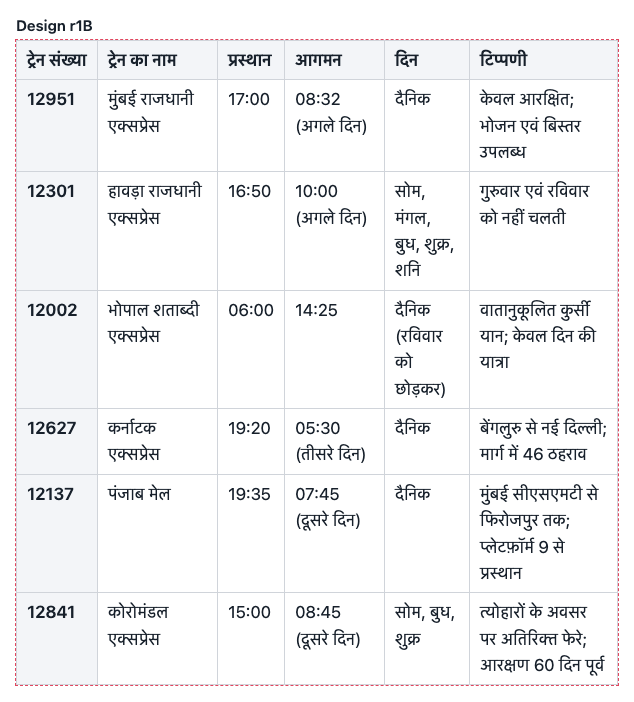 Design r1B
ट्रेन संख्या ट्रेन का नाम प्रस्थान आगमन दिन टिप्पणी
12951 मुंबई राजधानी 17:00 08:32 दैनिक केवल आरक्षित;
एक्सप्रेस (अगले दिन) भोजन एवं बिस्तर
उपलब्ध
12301 हावड़ा राजधानी 16:50 10:00 सोम, गुरुवार एवं रविवार
एक्सप्रेस (अगले दिन) मंगल, को नहीं चलती
बुध, शुक्र,
शनि
12002 भोपाल शताब्दी 06:00 14:25 दैनिक वातानुकूलित कुर्सी
एक्सप्रेस (रविवार यान; केवल दिन की
को यात्रा
छोड़कर)
12627 कर्नाटक 19:20 05:30 दैनिक बेंगलुरु से नई दिल्ली;
एक्सप्रेस (तीसरे दिन) मार्ग में 46 ठहराव
12137 पंजाब मेल 19:35 07:45 दैनिक मुंबई सीएसएमटी से
(दूसरे दिन) फिरोजपुर तक;
प्लेटफ़ॉर्म 9 से
प्रस्थान
12841 कोरोमंडल 15:00 08:45 सोम, बुध, त्योहारों के अवसर
एक्सप्रेस (दूसरे दिन) शुक्र पर अतिरिक्त फेरे;
आरक्षण 60 दिन पूर्व